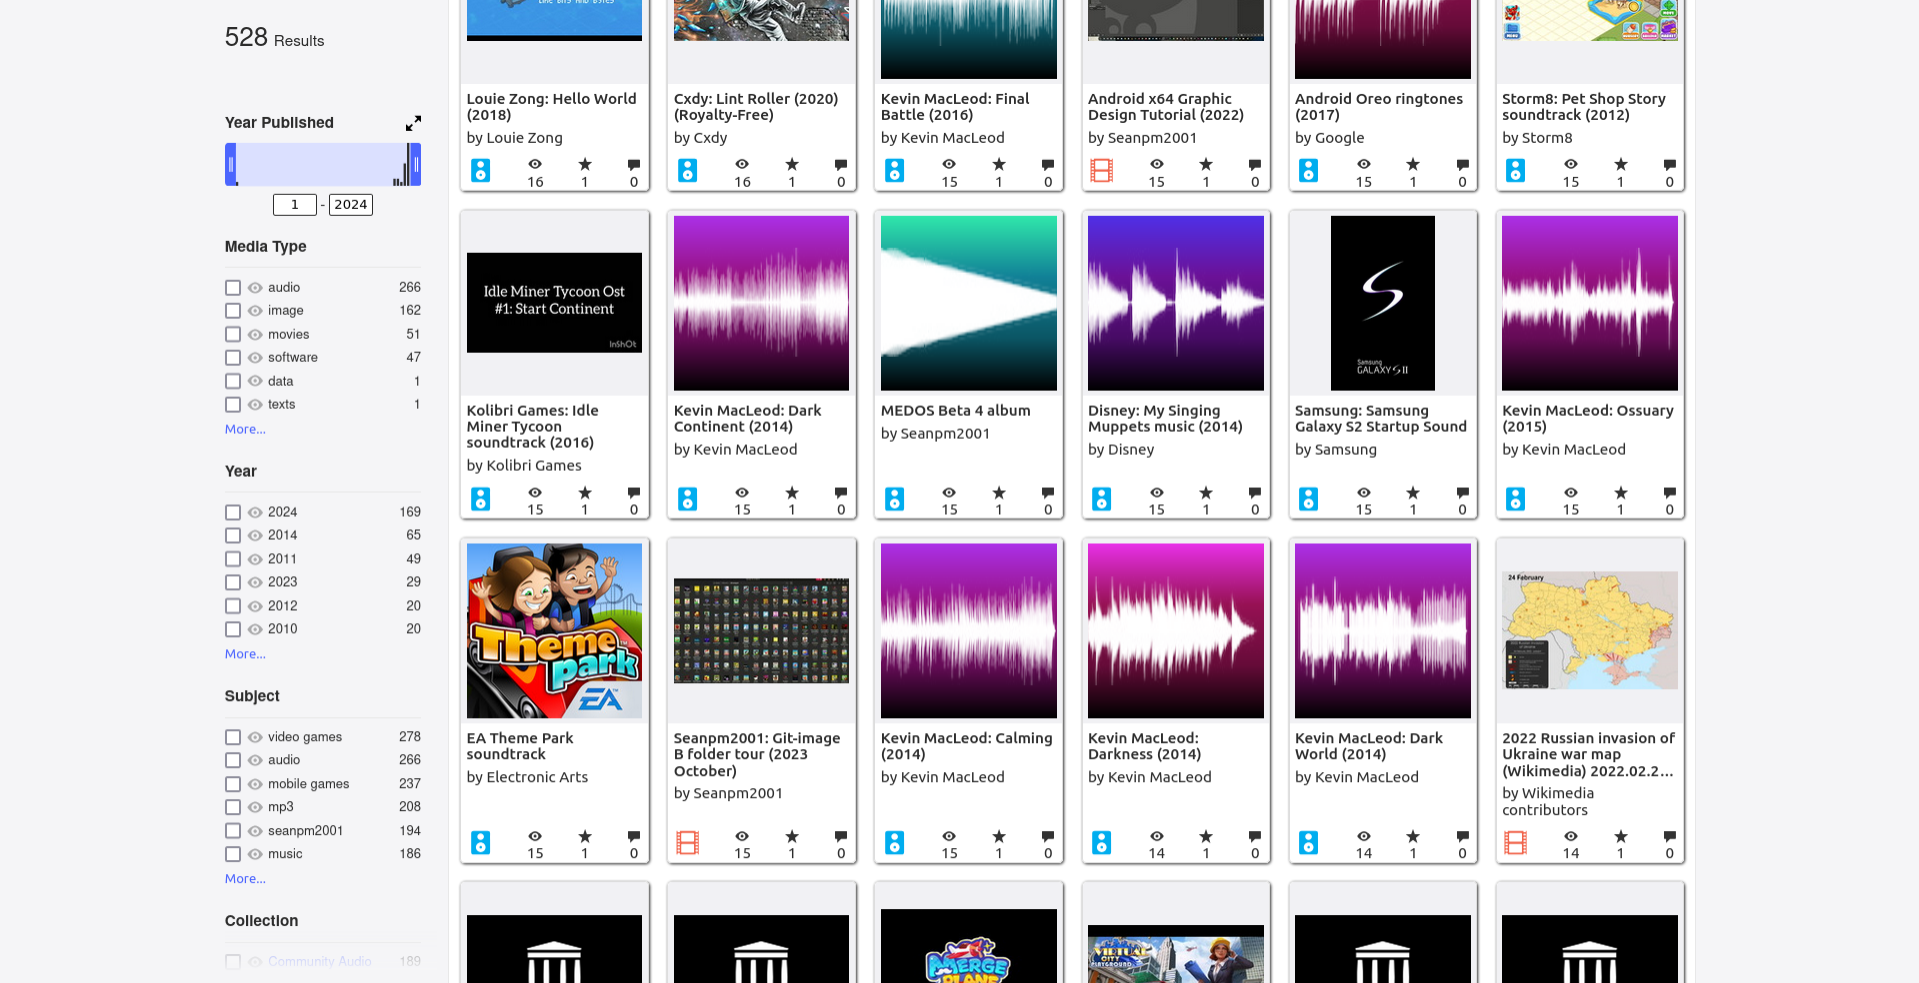 528 Results
Year Published
1 - 2024
Media Type
audio 266
image 162
movies 51
software 47
data 1
texts 1
More...
Year
2024 169
2014 65
2011 49
2023 29
2012 20
2010 20
More...
Subject
video games 278
audio 266
mobile games 237
mp3 208
seanpm2001 194
music 186
More...
Collection
Community Audio 189
Louie Zong: Hello World
(2018)
by Louie Zong
16 1 0
Cxdy: Lint Roller (2020)
(Royalty-Free)
by Cxdy
16 1 0
Kevin MacLeod: Final
Battle (2016)
by Kevin MacLeod
15 1 0
Android x64 Graphic
Design Tutorial (2022)
by Seanpm2001
15 1 0
Android Oreo ringtones
(2017)
by Google
15 1 0
Storm8: Pet Shop Story
soundtrack (2012)
by Storm8
15 1 0
Idle Miner Tycoon Ost
#1: Start Continent
InShOt
Kolibri Games: Idle
Miner Tycoon
soundtrack (2016)
by Kolibri Games
15 1 0
Kevin MacLeod: Dark
Continent (2014)
by Kevin MacLeod
15 1 0
MEDOS Beta 4 album
by Seanpm2001
15 1 0
Disney: My Singing
Muppets music (2014)
by Disney
15 1 0
Samsung
GALAXY S II
Samsung: Samsung
Galaxy S2 Startup Sound
by Samsung
15 1 0
Kevin MacLeod: Ossuary
(2015)
by Kevin MacLeod
15 1 0
Theme
park
EA
EA Theme Park
soundtrack
by Electronic Arts
15 1 0
Seanpm2001: Git-image
B folder tour (2023
October)
by Seanpm2001
15 1 0
Kevin MacLeod: Calming
(2014)
by Kevin MacLeod
15 1 0
Kevin MacLeod:
Darkness (2014)
by Kevin MacLeod
14 1 0
Kevin MacLeod: Dark
World (2014)
by Kevin MacLeod
14 1 0
24 February
2022 Russian invasion of
Ukraine war map
(Wikimedia) 2022.02.2...
by Wikimedia
contributors
14 1 0
MERGE
PLANE
VIRTUAL
CITY
PLAYGROUND